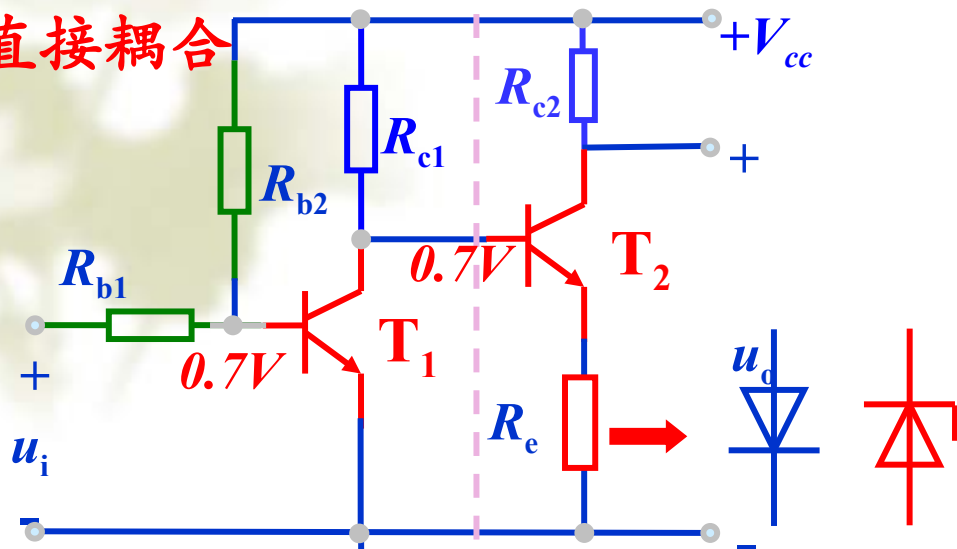 直接耦合
+Vcc
Rc2
+
Rc1
Rb2
0.7V
T2
Rb1
T1
0.7V
+
uo
Re
ui
-
-